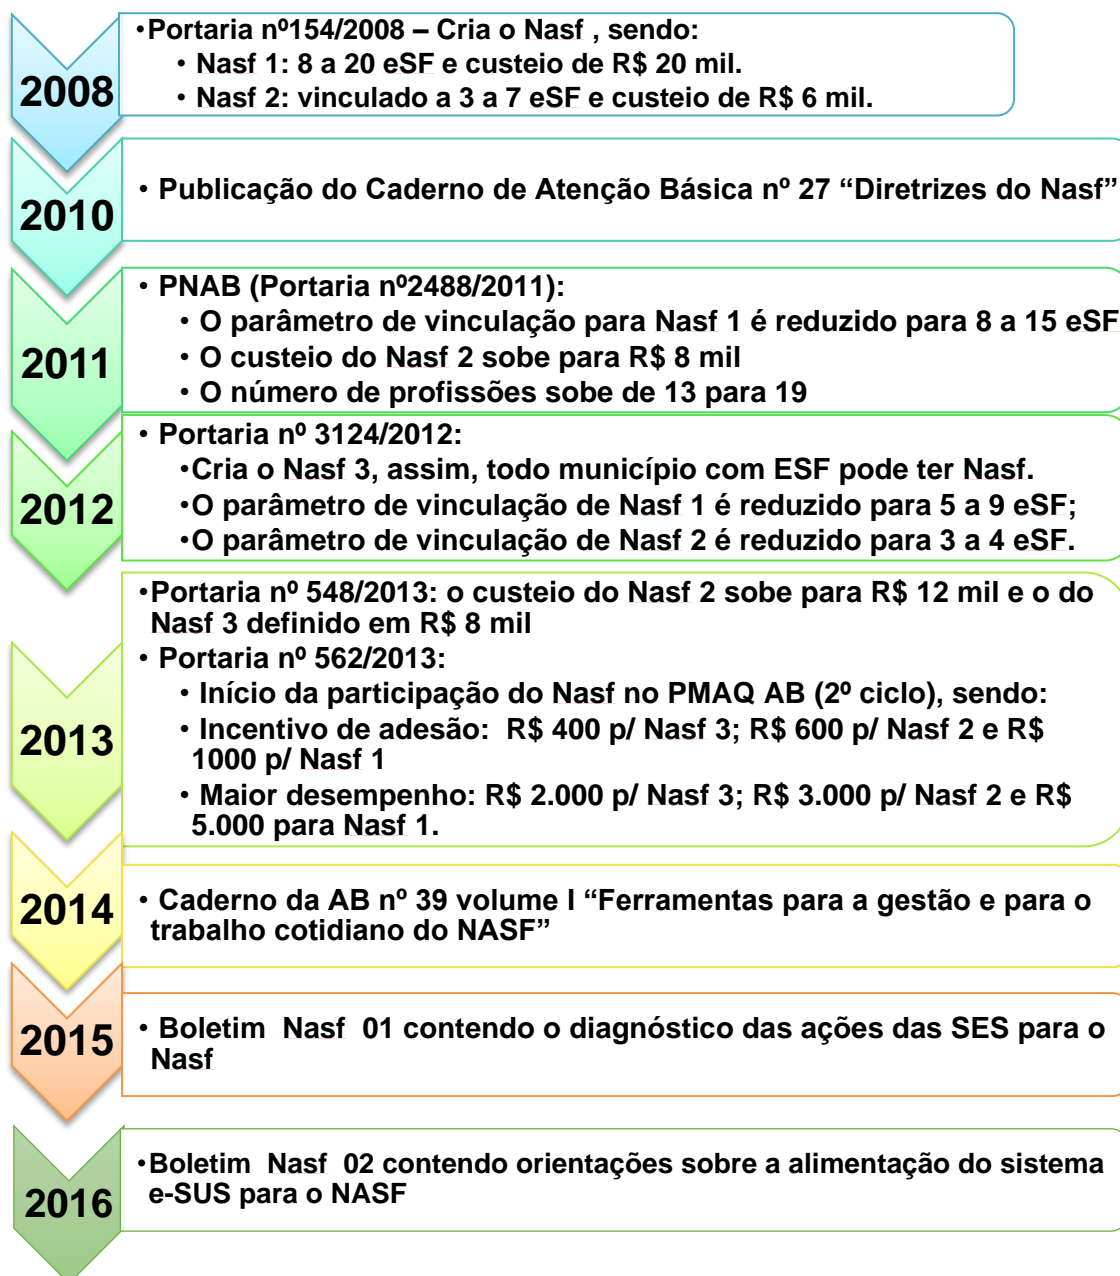 2008
•Portaria nº154/2008 – Cria o Nasf , sendo:
• Nasf 1: 8 a 20 eSF e custeio de R$ 20 mil.
• Nasf 2: vinculado a 3 a 7 eSF e custeio de R$ 6 mil.
2010
• Publicação do Caderno de Atenção Básica nº 27 “Diretrizes do Nasf”
2011
• PNAB (Portaria nº2488/2011):
• O parâmetro de vinculação para Nasf 1 é reduzido para 8 a 15 eSF
• O custeio do Nasf 2 sobe para R$ 8 mil
• O número de profissões sobe de 13 para 19
2012
• Portaria nº 3124/2012:
•Cria o Nasf 3, assim, todo município com ESF pode ter Nasf.
•O parâmetro de vinculação de Nasf 1 é reduzido para 5 a 9 eSF;
•O parâmetro de vinculação de Nasf 2 é reduzido para 3 a 4 eSF.
2013
•Portaria nº 548/2013: o custeio do Nasf 2 sobe para R$ 12 mil e o do
Nasf 3 definido em R$ 8 mil
• Portaria nº 562/2013:
• Início da participação do Nasf no PMAQ AB (2º ciclo), sendo:
• Incentivo de adesão:  R$ 400 p/ Nasf 3; R$ 600 p/ Nasf 2 e R$
1000 p/ Nasf 1
• Maior desempenho: R$ 2.000 p/ Nasf 3; R$ 3.000 p/ Nasf 2 e R$
5.000 para Nasf 1.
2014
• Caderno da AB nº 39 volume I “Ferramentas para a gestão e para o
trabalho cotidiano do NASF”
2015
• Boletim  Nasf  01 contendo o diagnóstico das ações das SES para o
Nasf
2016
•Boletim  Nasf  02 contendo orientações sobre a alimentação do sistema
e-SUS para o NASF